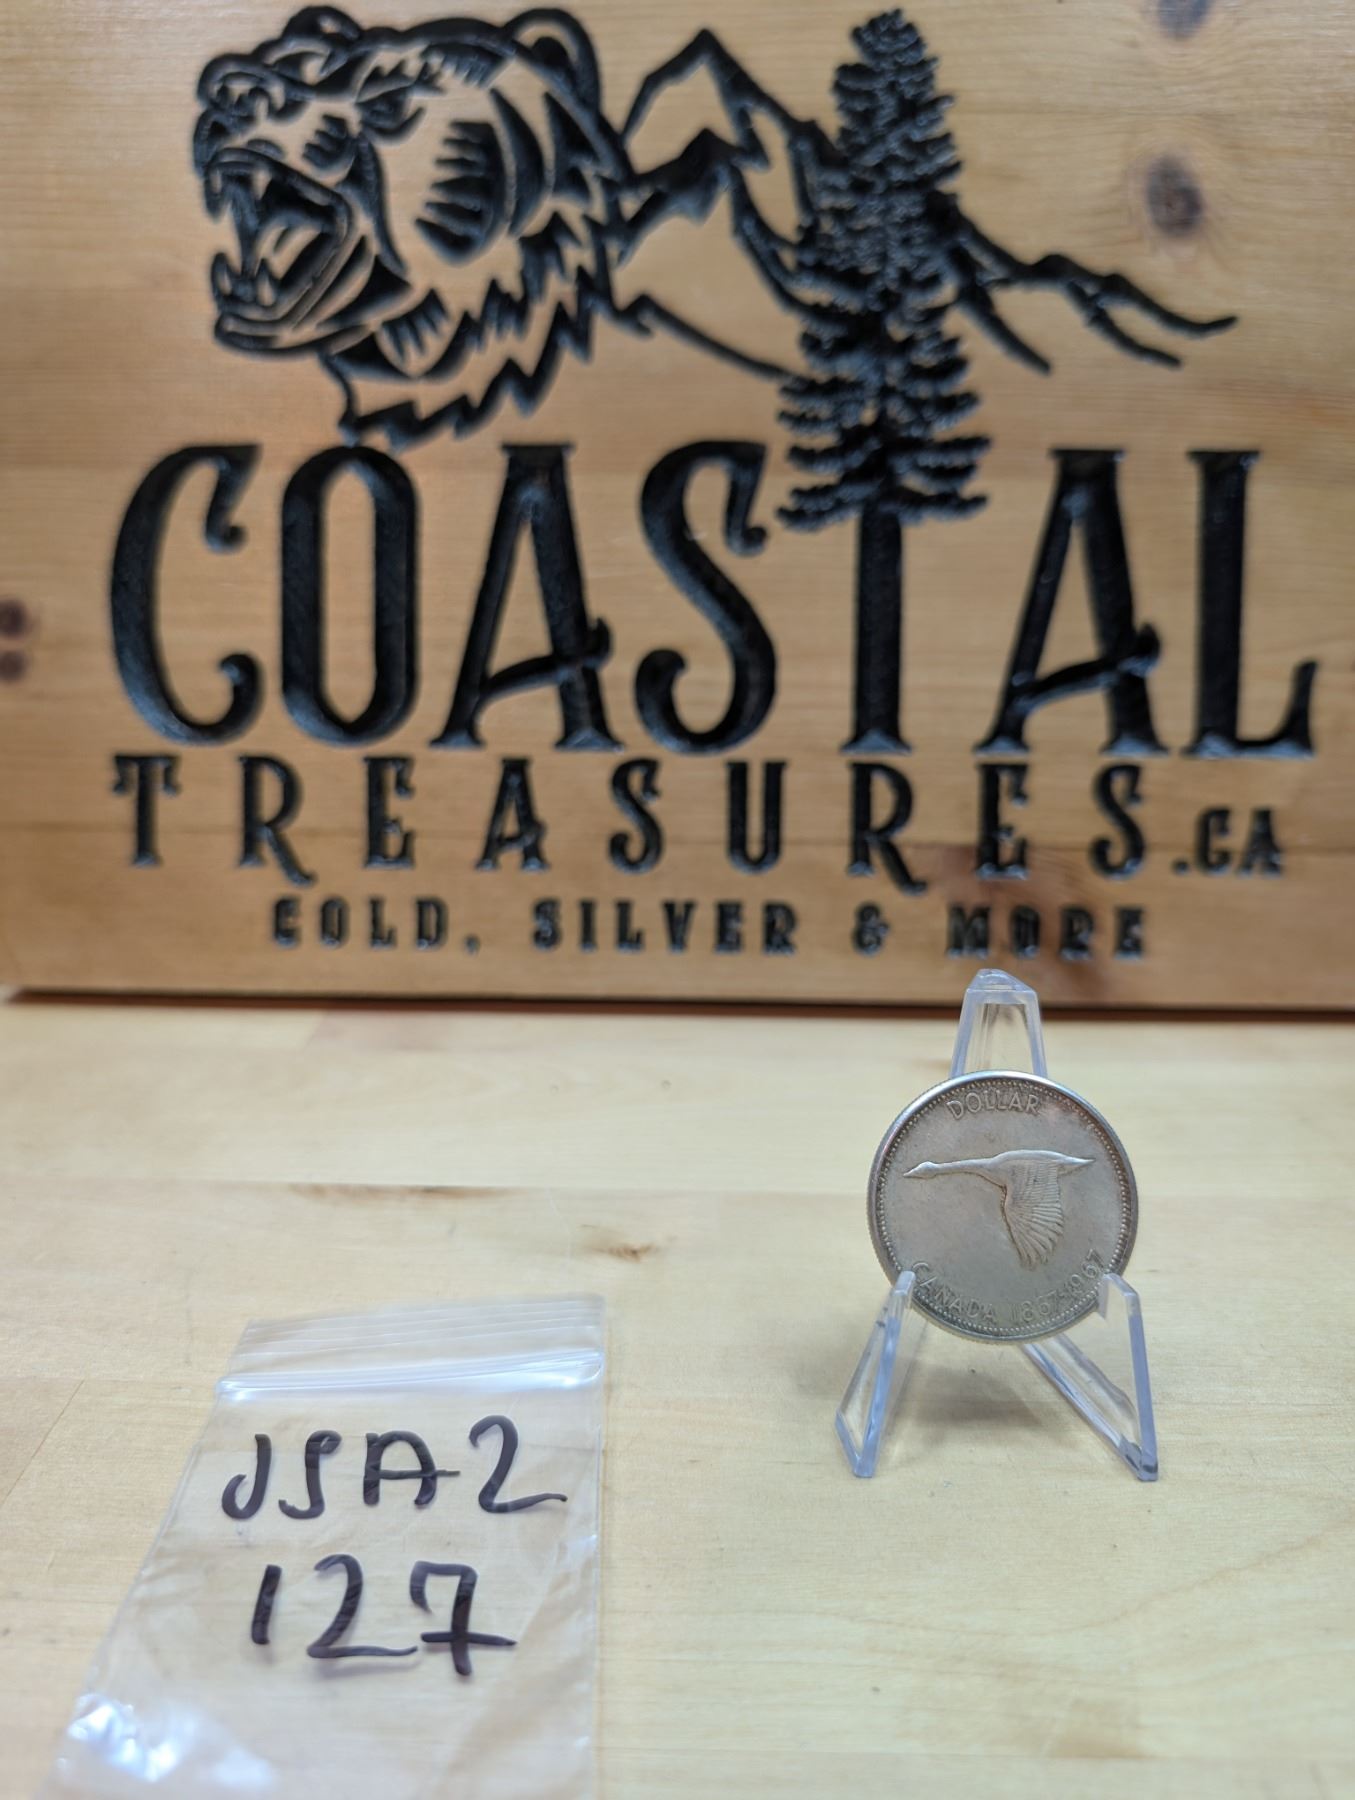 COASTAL
TREASURES.CA
GOLD, SILVER & MORE
DOLLAR
CANADA 1867-1967
JSA2
127